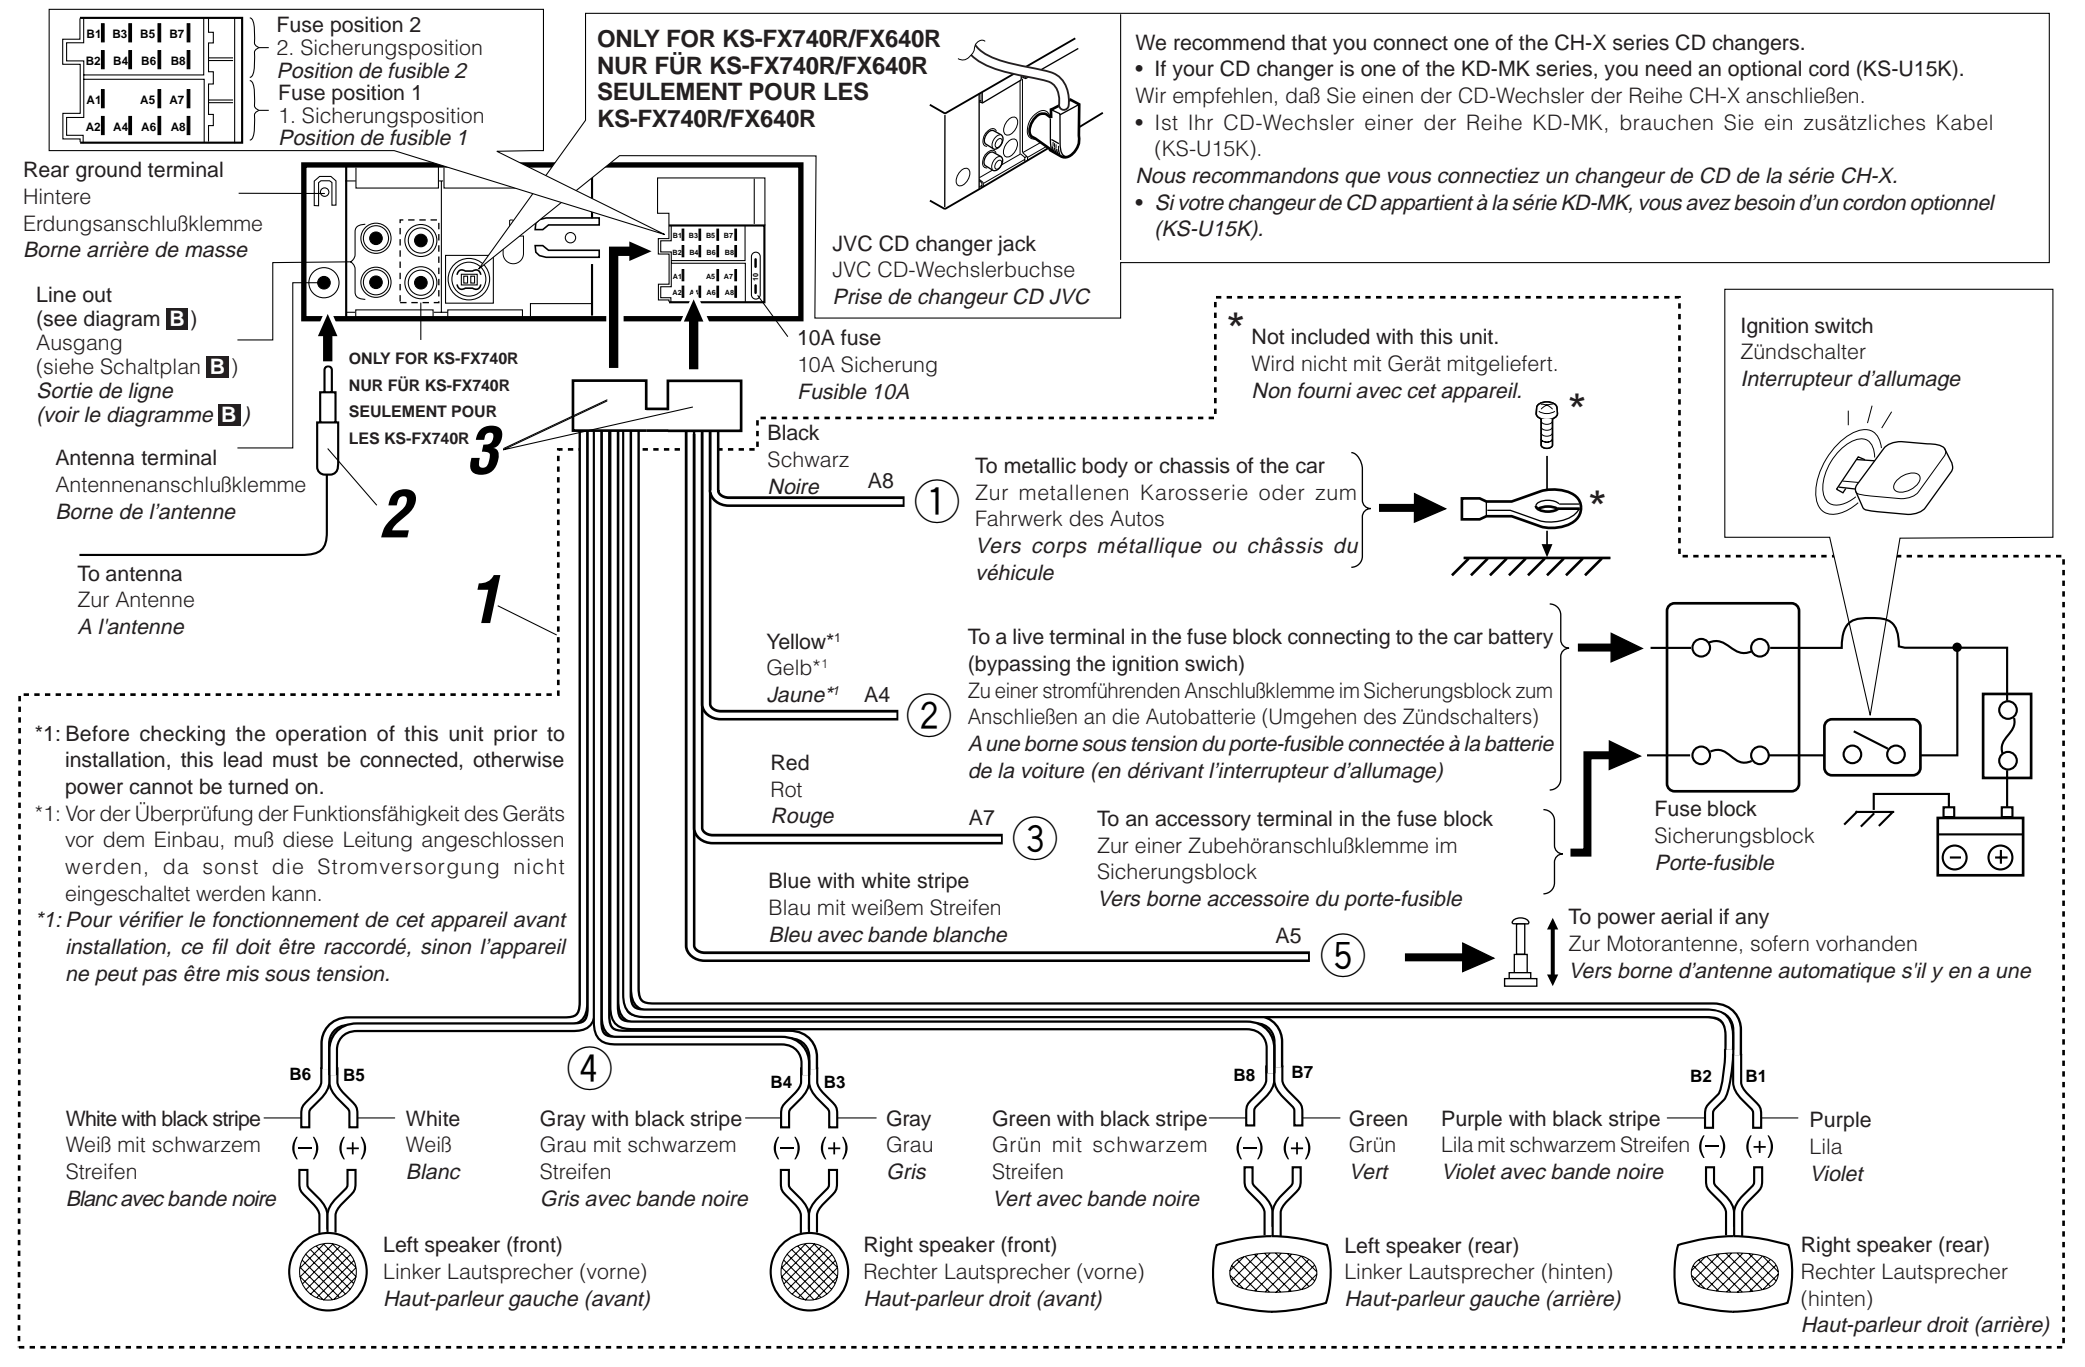 B1 B3 B5 B7
B2 B4 B6 B8
A1 A5 A7
A2 A4 A6 A8
Fuse position 2
2. Sicherungsposition
Position de fusible 2
Fuse position 1
1. Sicherungsposition
Position de fusible 1
ONLY FOR KS-FX740R/FX640R
NUR FÜR KS-FX740R/FX640R
SEULEMENT POUR LES
KS-FX740R/FX640R
We recommend that you connect one of the CH-X series CD changers.
• If your CD changer is one of the KD-MK series, you need an optional cord (KS-U15K).
Wir empfehlen, daß Sie einen der CD-Wechsler der Reihe CH-X anschließen.
• Ist Ihr CD-Wechsler einer der Reihe KD-MK, brauchen Sie ein zusätzliches Kabel
(KS-U15K).
Nous recommandons que vous connectiez un changeur de CD de la série CH-X.
• Si votre changeur de CD appartient à la série KD-MK, vous avez besoin d'un cordon optionnel
(KS-U15K).
Rear ground terminal
Hintere
Erdungsanschlußklemme
Borne arrière de masse
B1 B3 B5 B7
B2 B4 B6 B8
A1 A5 A7
A2 A4 A6 A8
10
JVC CD changer jack
JVC CD-Wechslerbuchse
Prise de changeur CD JVC
Line out
(see diagram B)
Ausgang
(siehe Schaltplan B)
Sortie de ligne
(voir le diagramme B)
ONLY FOR KS-FX740R
NUR FÜR KS-FX740R
SEULEMENT POUR
LES KS-FX740R
10A fuse
10A Sicherung
Fusible 10A
* Not included with this unit.
Wird nicht mit Gerät mitgeliefert.
Non fourni avec cet appareil.
*
*
Ignition switch
Zündschalter
Interrupteur d'allumage
Antenna terminal
Antennenanschlußklemme
Borne de l'antenne
2
3
To antenna
Zur Antenne
A l'antenne
1
Black
Schwarz
Noire
A8
1
To metallic body or chassis of the car
Zur metallenen Karosserie oder zum
Fahrwerk des Autos
Vers corps métallique ou châssis du
véhicule
Yellow*1
Gelb*1
Jaune*1
A4
2
To a live terminal in the fuse block connecting to the car battery
(bypassing the ignition swich)
Zu einer stromführenden Anschlußklemme im Sicherungsblock zum
Anschließen an die Autobatterie (Umgehen des Zündschalters)
A une borne sous tension du porte-fusible connectée à la batterie
de la voiture (en dérivant l'interrupteur d'allumage)
Red
Rot
Rouge
A7
3
To an accessory terminal in the fuse block
Zur einer Zubehöranschlußklemme im
Sicherungsblock
Vers borne accessoire du porte-fusible
Fuse block
Sicherungsblock
Porte-fusible
− +
Blue with white stripe
Blau mit weißem Streifen
Bleu avec bande blanche
A5
5
To power aerial if any
Zur Motorantenne, sofern vorhanden
Vers borne d'antenne automatique s'il y en a une
*1: Before checking the operation of this unit prior to
installation, this lead must be connected, otherwise
power cannot be turned on.
*1: Vor der Überprüfung der Funktionsfähigkeit des Geräts
vor dem Einbau, muß diese Leitung angeschlossen
werden, da sonst die Stromversorgung nicht
eingeschaltet werden kann.
*1: Pour vérifier le fonctionnement de cet appareil avant
installation, ce fil doit être raccordé, sinon l'appareil
ne peut pas être mis sous tension.
4
B6 B5
White with black stripe
Weiß mit schwarzem
Streifen
Blanc avec bande noire
(−) (+)
White
Weiß
Blanc
Left speaker (front)
Linker Lautsprecher (vorne)
Haut-parleur gauche (avant)
B4 B3
Gray with black stripe
Grau mit schwarzem
Streifen
Gris avec bande noire
(−) (+)
Gray
Grau
Gris
Right speaker (front)
Rechter Lautsprecher (vorne)
Haut-parleur droit (avant)
B8 B7
Green with black stripe
Grün mit schwarzem
Streifen
Vert avec bande noire
(−) (+)
Green
Grün
Vert
Left speaker (rear)
Linker Lautsprecher (hinten)
Haut-parleur gauche (arrière)
B2 B1
Purple with black stripe
Lila mit schwarzem Streifen
Violet avec bande noire
(−) (+)
Purple
Lila
Violet
Right speaker (rear)
Rechter Lautsprecher
(hinten)
Haut-parleur droit (arrière)